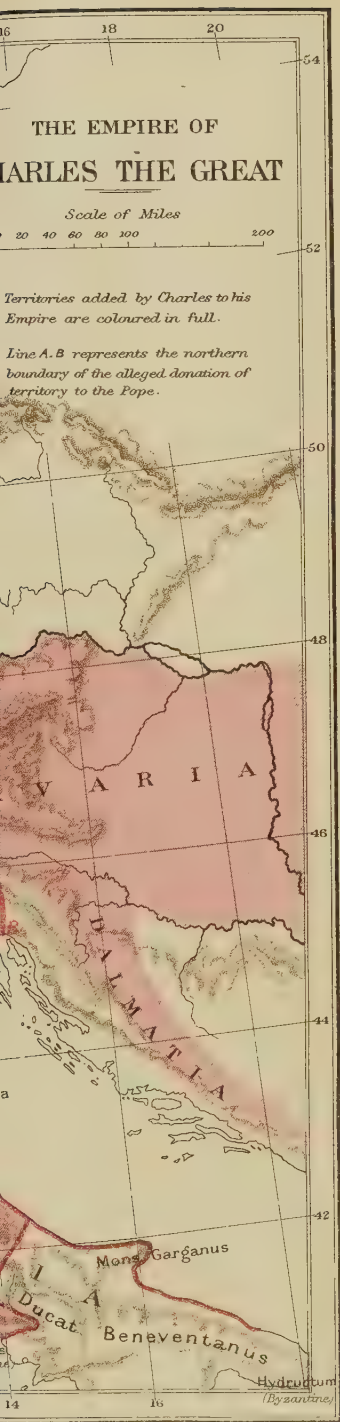 16 18 20
54
THE EMPIRE OF
HARLES THE GREAT
Scale of Miles
20 40 60 80 100 200
52
Territories added by Charles to his
Empire are coloured in full.
Line A.B represents the northern
boundary of the alleged donation of
territory to the Pope.
50
48
V A R I A
46
DALMATIA
44
a
42
Mons Garganus
I A
Ducat. Beneventanus
Hydruntum
(Byzantine)
14 16